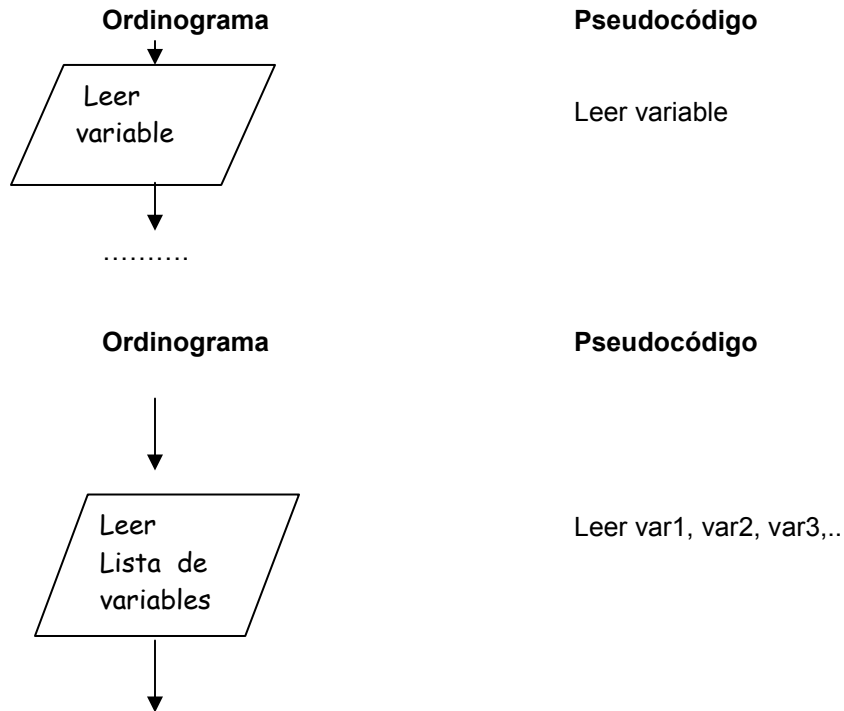 Ordinograma
Pseudocódigo
Leer
variable
Leer variable
……….
Ordinograma
Pseudocódigo
Leer
Lista de
variables
Leer var1, var2, var3,..